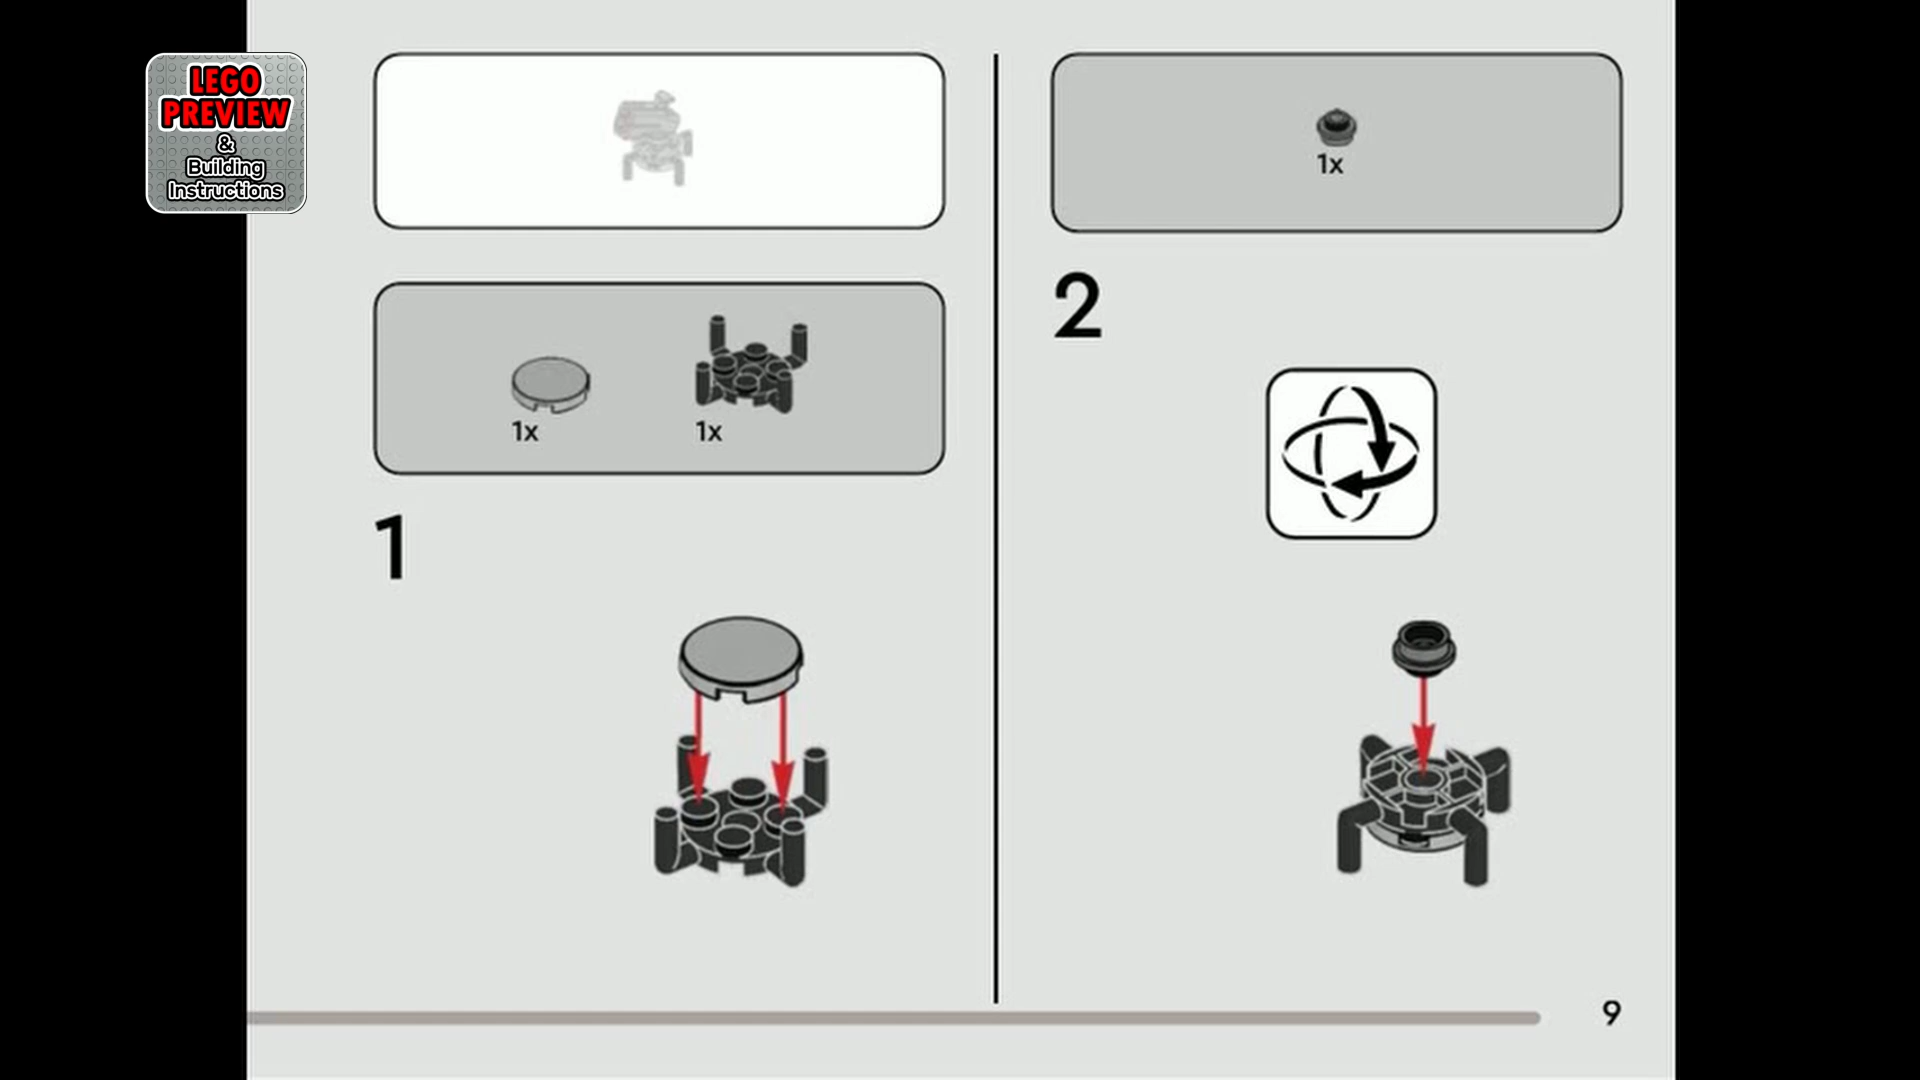 LEGO
PREVIEW
&
Building
Instructions
1x
1x
1
1x
2
9